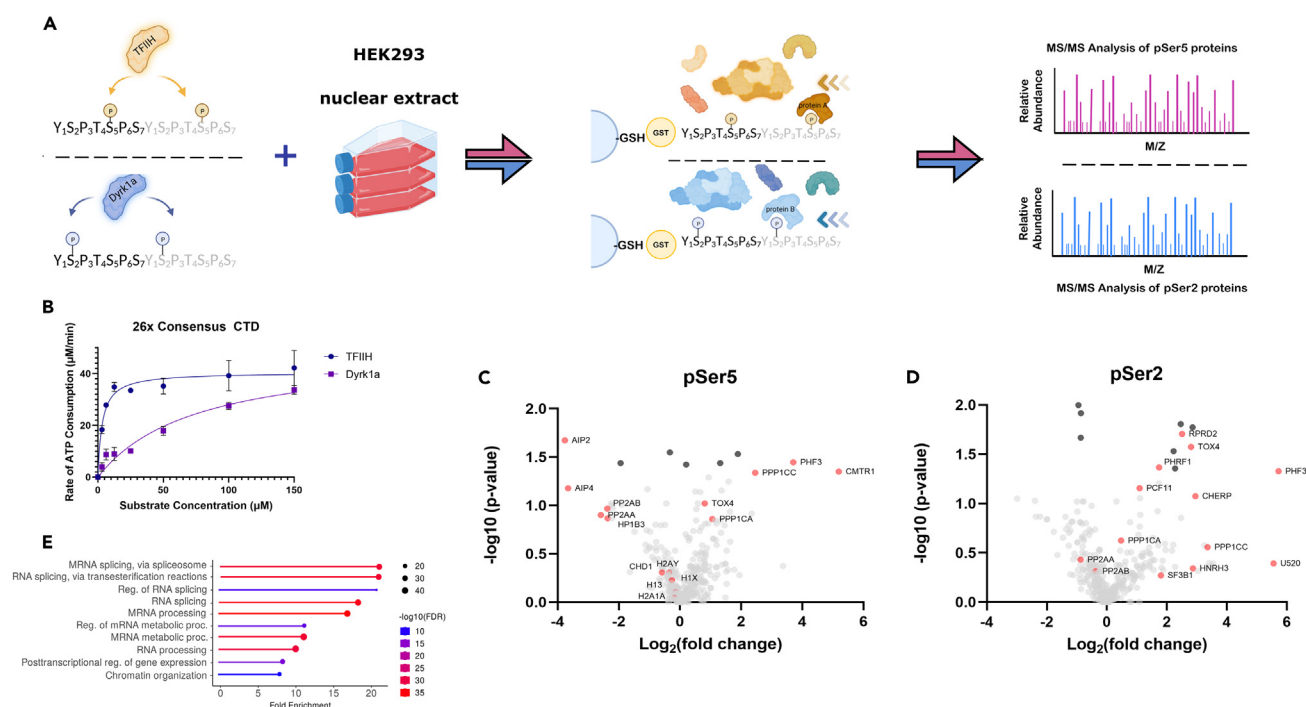 A
TFIIH
P
P
Y1S2P3T4S5P6S7Y1S2P3T4S5P6S7
Dyrk1a
P
P
Y1S2P3T4S5P6S7Y1S2P3T4S5P6S7
+
HEK293
nuclear extract
-GSH
GST
P
P
protein A
Y1S2P3T4S5P6S7Y1S2P3T4S5P6S7
-GSH
GST
P
P
protein B
Y1S2P3T4S5P6S7Y1S2P3T4S5P6S7
MS/MS Analysis of pSer5 proteins
Relative
Abundance
M/Z
Relative
Abundance
M/Z
MS/MS Analysis of pSer2 proteins
B
26x Consensus CTD
Rate of ATP Consumption (μM/min)
40
20
0
0
50
100
150
Substrate Concentration (μM)
TFIIH
Dyrk1a
C
pSer5
-log10 (p-value)
2.0
1.5
1.0
0.5
0.0
-4
-2
0
2
4
6
Log2(fold change)
AIP2
AIP4
PP2AB
PP2AA
HP1B3
PHF3
PPP1CC
CMTR1
TOX4
PPP1CA
CHD1
H2AY
H1X
H13
H2A1A
D
pSer2
-log10 (p-value)
2.0
1.5
1.0
0.5
0.0
-4
-2
0
2
4
6
Log2(fold change)
RPRD2
TOX4
PHRF1
PHF3
PCF11
CHERP
PPP1CA
PPP1CC
PP2AA
PP2AB
SF3B1
HNRH3
U520
E
MRNA splicing, via spliceosome
RNA splicing, via transesterification reactions
Reg. of RNA splicing
RNA splicing
MRNA processing
Reg. of mRNA metabolic proc.
MRNA metabolic proc.
RNA processing
Posttranscriptional reg. of gene expression
Chromatin organization
0
5
10
15
20
Fold Enrichment
20
30
40
-log10(FDR)
10
15
20
25
30
35